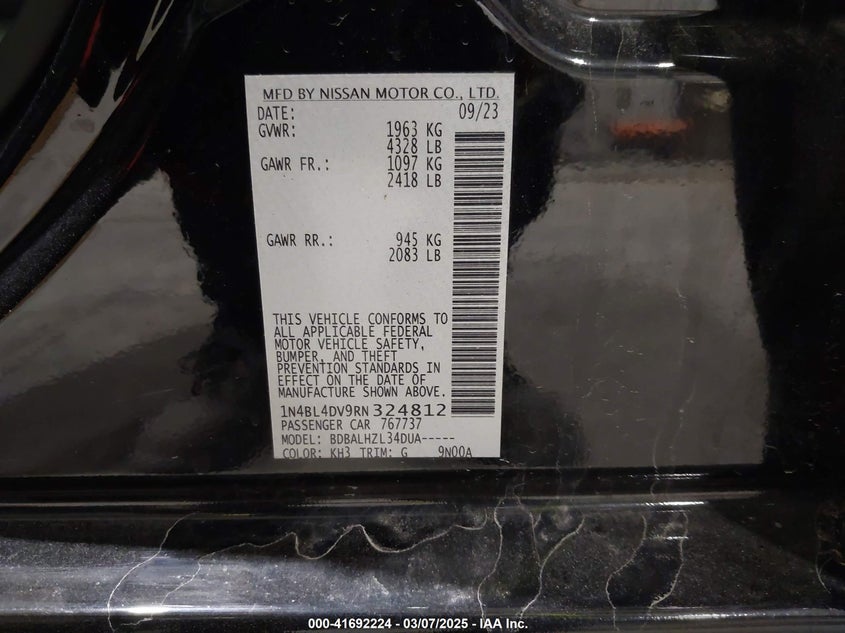 MFD BY NISSAN MOTOR CO., LTD.
DATE: 09/23
GVWR: 1963 KG
4328 LB
GAWR FR.: 1097 KG
2418 LB
GAWR RR.: 945 KG
2083 LB
THIS VEHICLE CONFORMS TO
ALL APPLICABLE FEDERAL
MOTOR VEHICLE SAFETY,
BUMPER, AND THEFT
PREVENTION STANDARDS IN
EFFECT ON THE DATE OF
MANUFACTURE SHOWN ABOVE.
1N4BL4DV9RN324812
PASSENGER CAR 767737
MODEL: BDBALHZL34DUA-----
COLOR: KH3 TRIM: G 9N00A
000-41692224 - 03/07/2025 - IAA Inc.